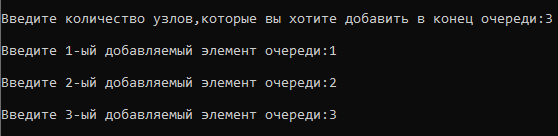 Введите количество узлов,которые вы хотите добавить в конец очереди:3
Введите 1-ый добавляемый элемент очереди:1
Введите 2-ый добавляемый элемент очереди:2
Введите 3-ый добавляемый элемент очереди:3